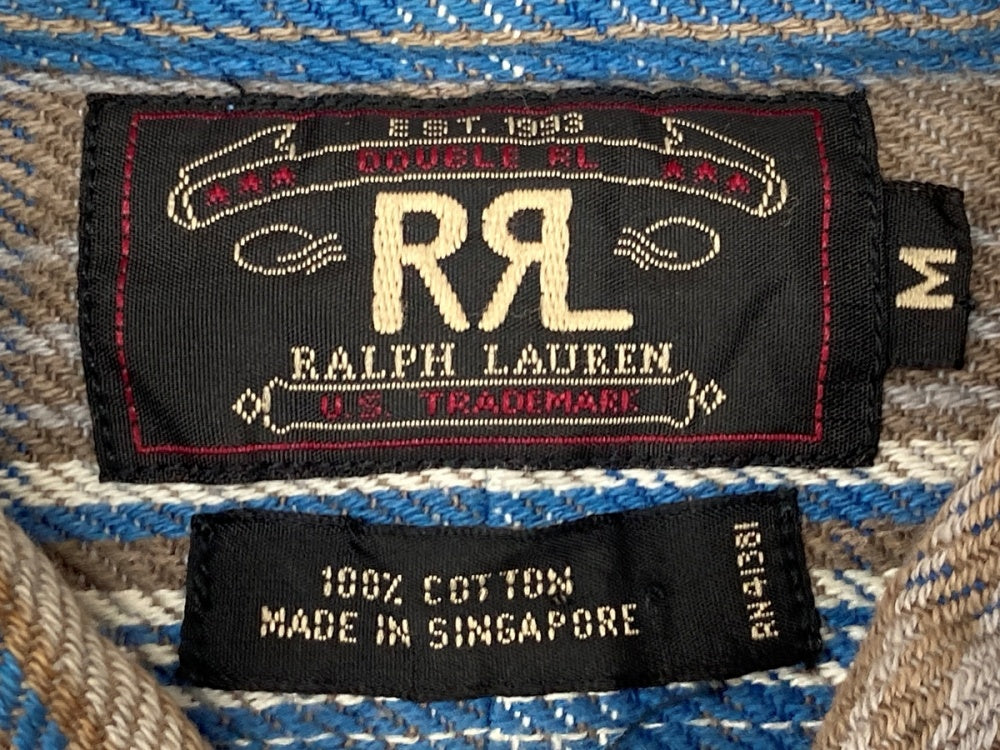 EST. 1993
DOUBLE RL
RRL
RALPH LAUREN
U.S. TRADEMARK
M
100% COTTON
MADE IN SINGAPORE
RN41381